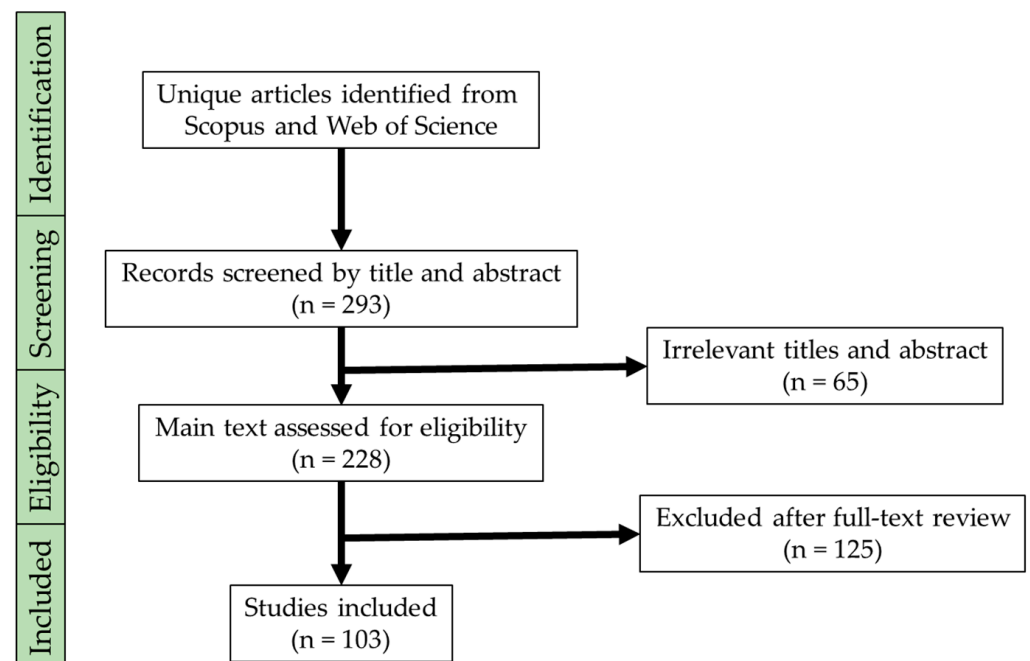 Identification
Unique articles identified from
Scopus and Web of Science
Screening
Records screened by title and abstract
(n = 293)
Irrelevant titles and abstract
(n = 65)
Eligibility
Main text assessed for eligibility
(n = 228)
Excluded after full-text review
(n = 125)
Included
Studies included
(n = 103)